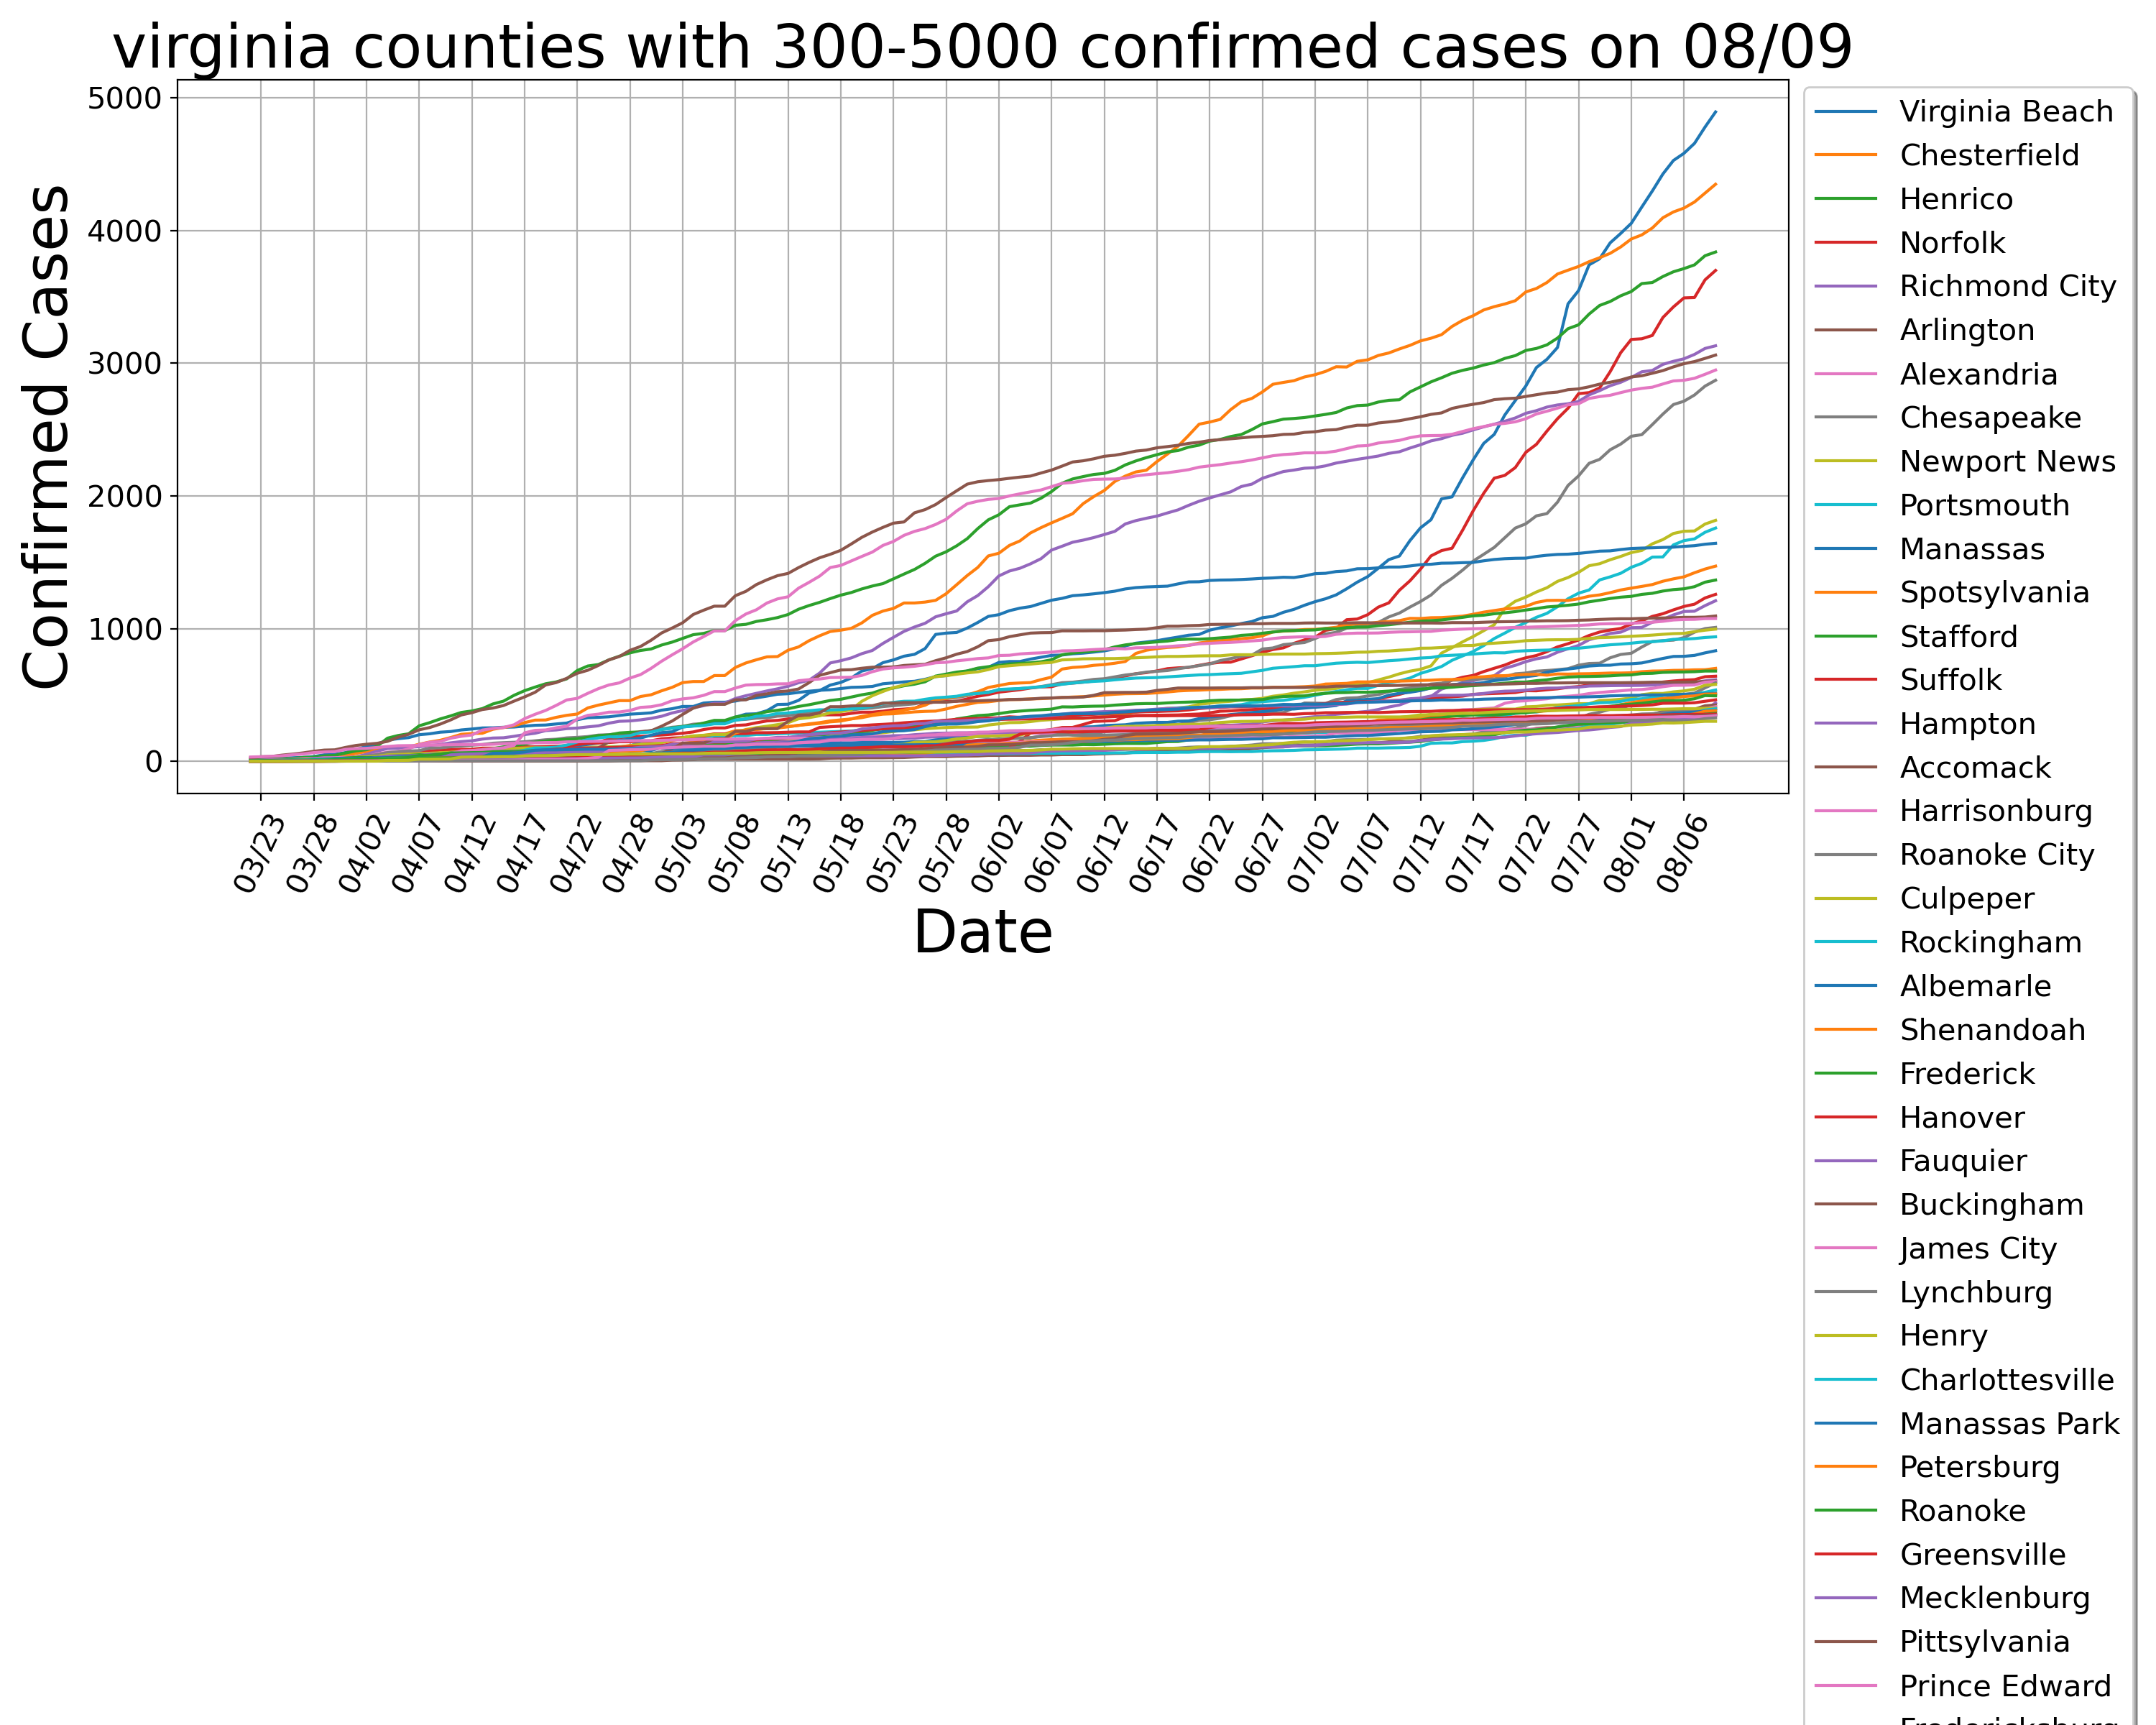 virginia counties with 300-5000 confirmed cases on 08/09
Confirmed Cases
5000
4000
3000
2000
1000
0
03/23
03/28
04/02
04/07
04/12
04/17
04/22
04/28
05/03
05/08
05/13
05/18
05/23
05/28
06/02
06/07
06/12
06/17
06/22
06/27
07/02
07/07
07/12
07/17
07/22
07/27
08/01
08/06
Date
Virginia Beach
Chesterfield
Henrico
Norfolk
Richmond City
Arlington
Alexandria
Chesapeake
Newport News
Portsmouth
Manassas
Spotsylvania
Stafford
Suffolk
Hampton
Accomack
Harrisonburg
Roanoke City
Culpeper
Rockingham
Albemarle
Shenandoah
Frederick
Hanover
Fauquier
Buckingham
James City
Lynchburg
Henry
Charlottesville
Manassas Park
Petersburg
Roanoke
Greensville
Mecklenburg
Pittsylvania
Prince Edward